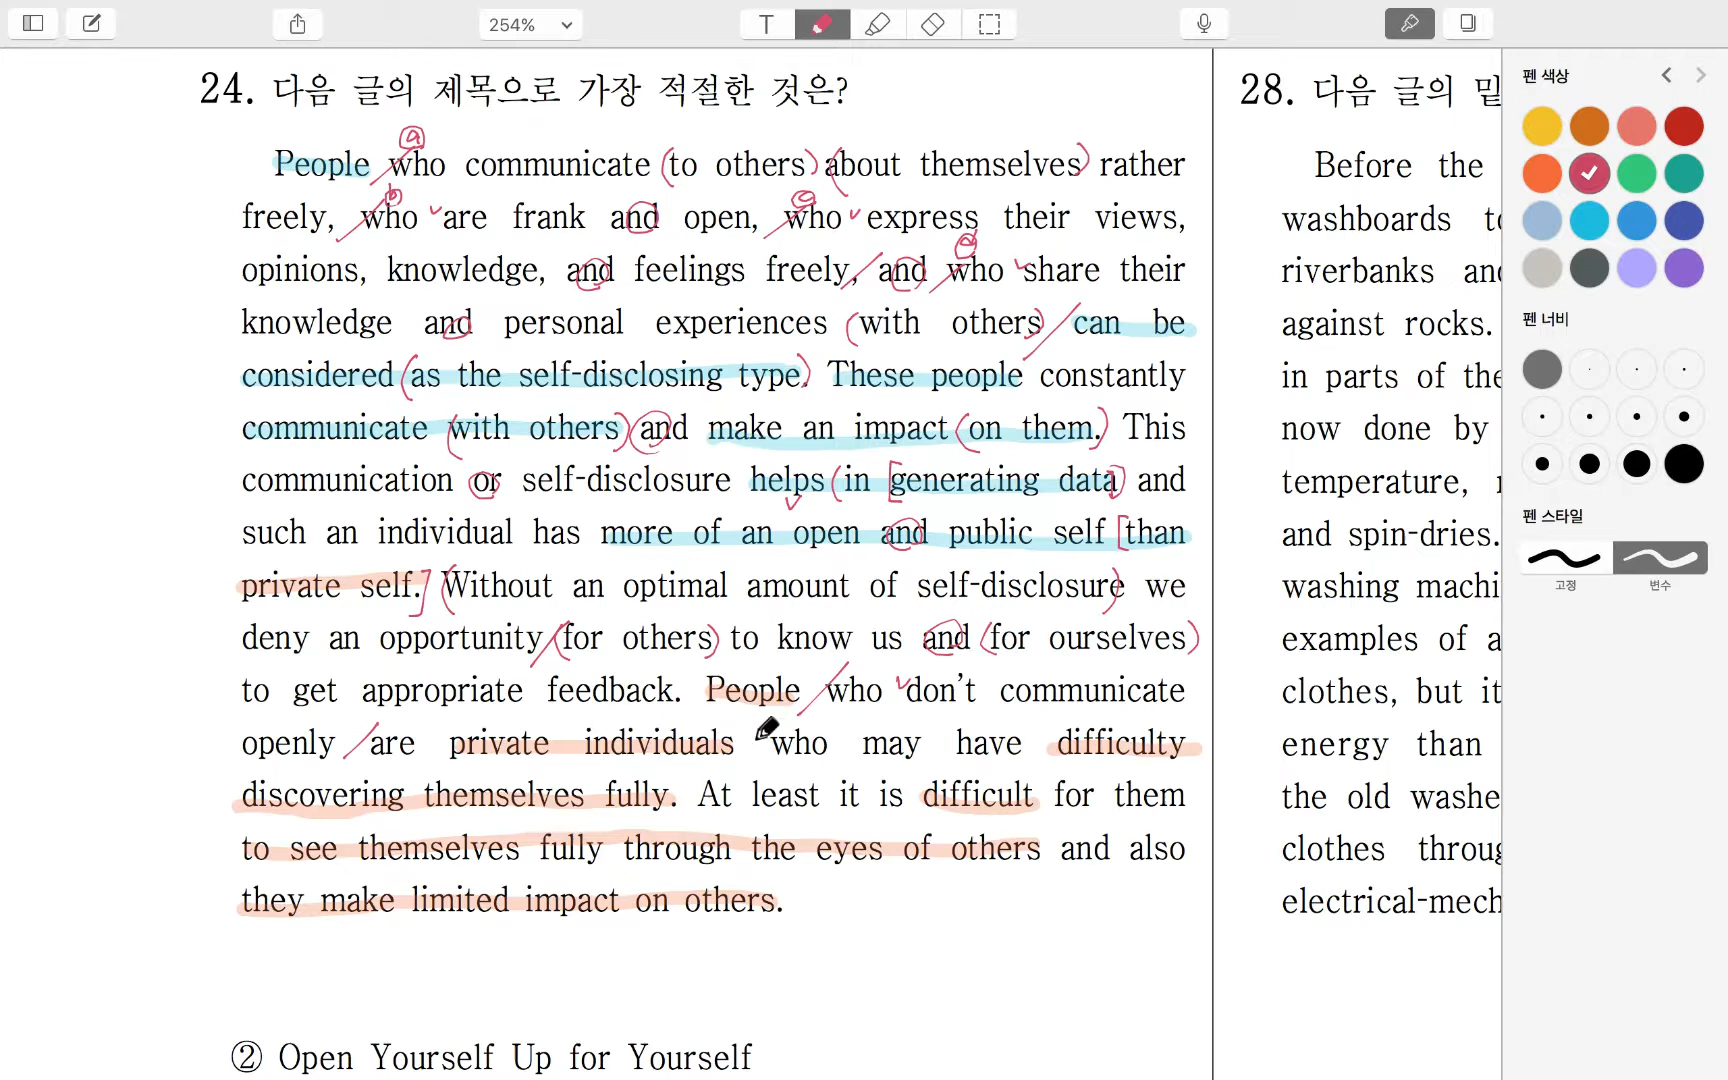 254%
T
24. 다음 글의 제목으로 가장 적절한 것은?
ⓐ
People who communicate (to others) (about themselves) rather
ⓑ ⓒ
freely, who are frank and open, who express their views,
ⓓ
opinions, knowledge, and feelings freely, and who share their
knowledge and personal experiences (with others) can be
considered (as the self-disclosing type). These people constantly
communicate (with others) and make an impact (on them.) This
communication or self-disclosure helps (in [generating data]) and
such an individual has more of an open and public self [than
private self.] (Without an optimal amount of self-disclosure) we
deny an opportunity (for others) to know us and (for ourselves)
to get appropriate feedback. People who don't communicate
openly are private individuals who may have difficulty
discovering themselves fully. At least it is difficult for them
to see themselves fully through the eyes of others and also
they make limited impact on others.
② Open Yourself Up for Yourself
28. 다음 글의 밑
Before the
washboards to
riverbanks and
against rocks.
in parts of the
now done by
temperature,
and spin-dries.
washing machi
examples of a
clothes, but it
energy than
the old washe
clothes throug
electrical-mech
펜 색상
펜 너비
펜 스타일
고정
변수